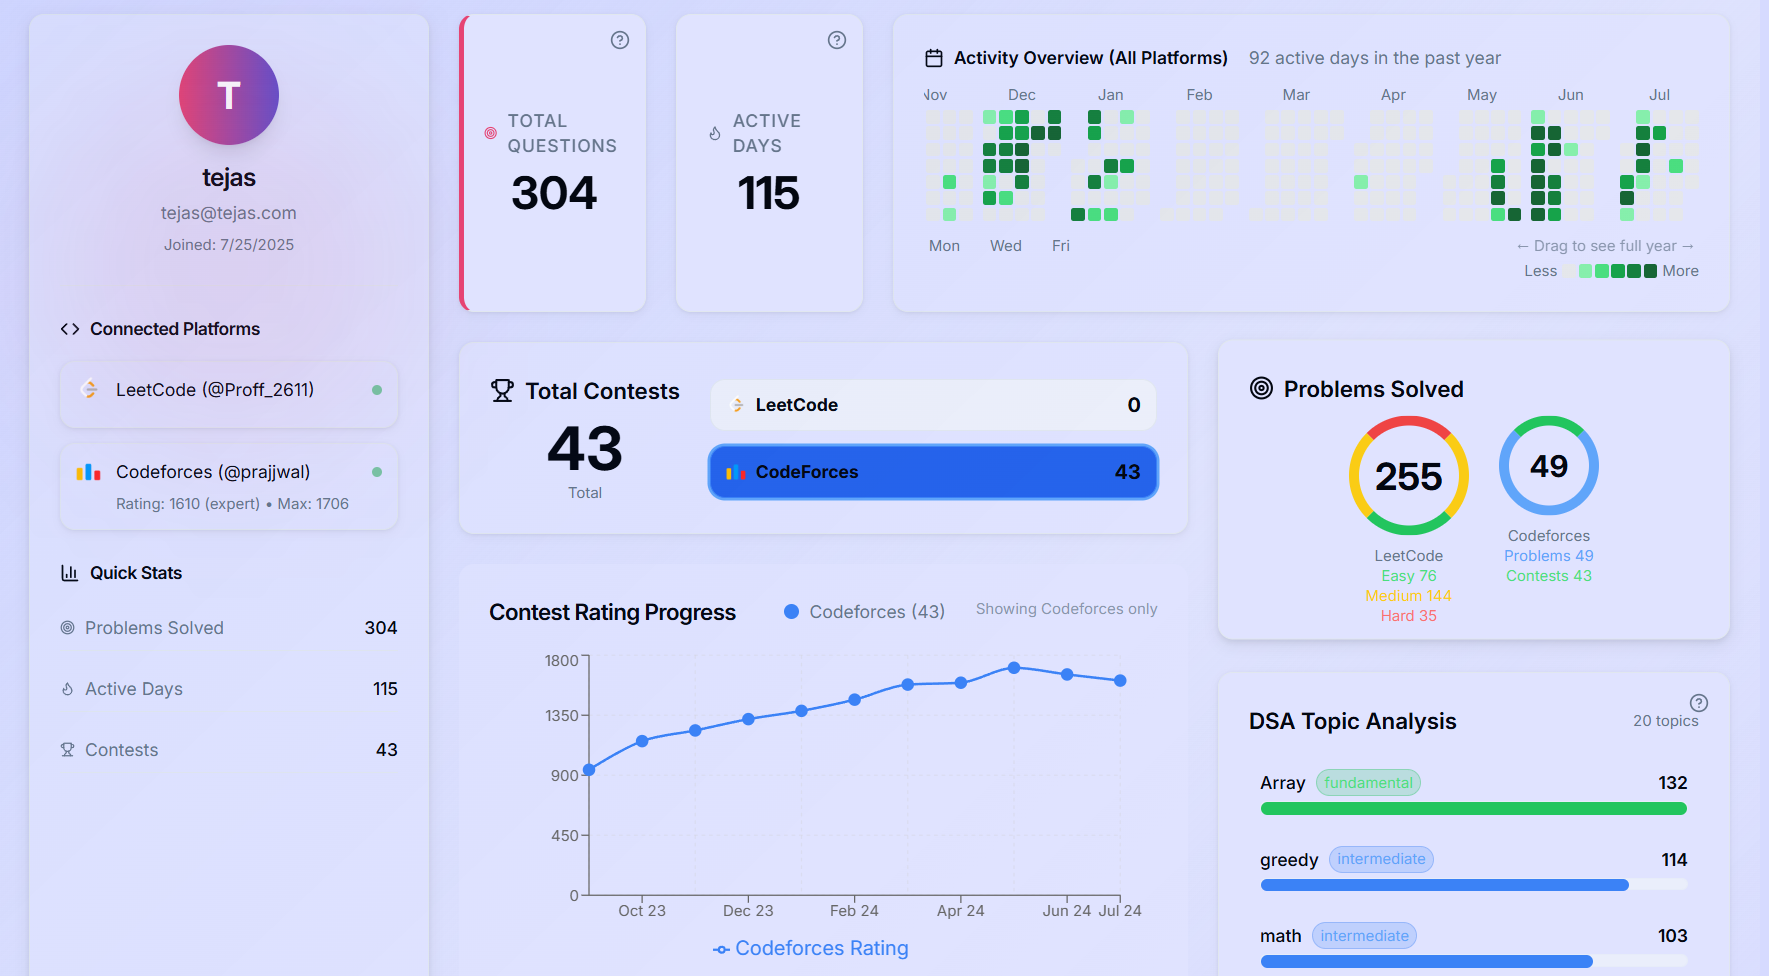 T
tejas
tejas@tejas.com
Joined: 7/25/2025
Connected Platforms
LeetCode (@Proff_2611)
Codeforces (@prajjwal)
Rating: 1610 (expert) • Max: 1706
Quick Stats
Problems Solved 304
Active Days 115
Contests 43
TOTAL
QUESTIONS
304
ACTIVE
DAYS
115
Activity Overview (All Platforms) 92 active days in the past year
Nov Dec Jan Feb Mar Apr May Jun Jul
Mon Wed Fri
← Drag to see full year →
Less More
Total Contests
43
Total
LeetCode 0
CodeForces 43
Problems Solved
255
LeetCode
Easy 76
Medium 144
Hard 35
49
Codeforces
Problems 49
Contests 43
Contest Rating Progress Codeforces (43) Showing Codeforces only
1800
1350
900
450
0
Oct 23 Dec 23 Feb 24 Apr 24 Jun 24 Jul 24
Codeforces Rating
DSA Topic Analysis 20 topics
Array fundamental 132
greedy intermediate 114
math intermediate 103